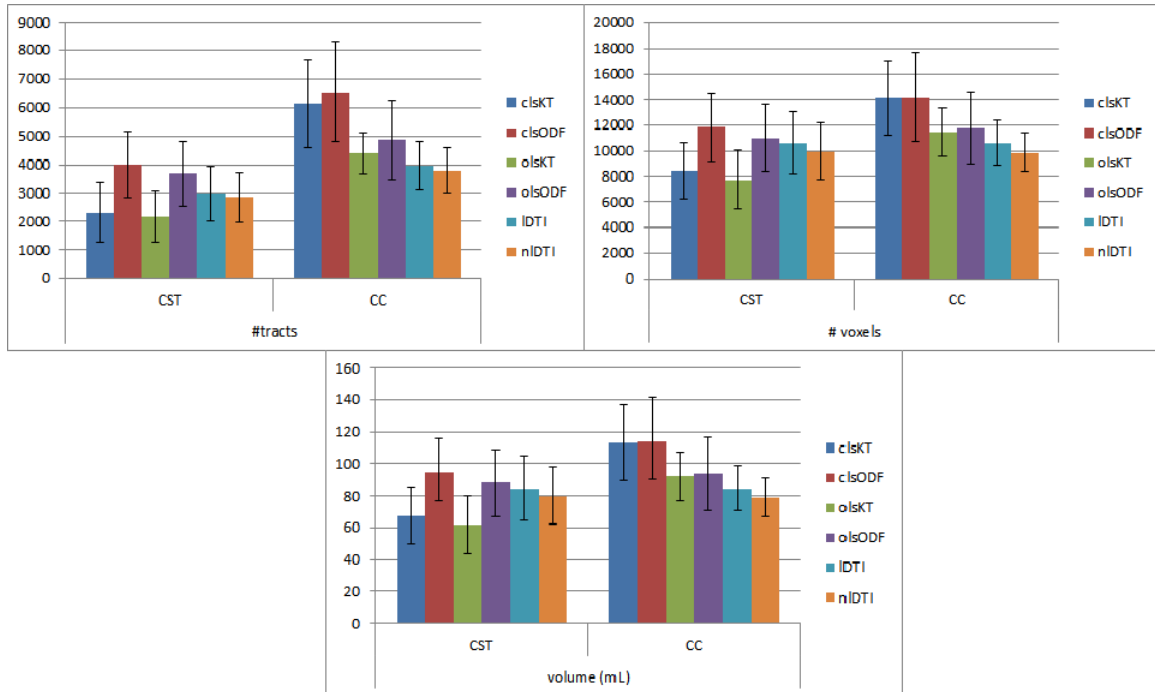 9000
8000
7000
6000
5000
4000
3000
2000
1000
0
CST
CC
#tracts
clsKT
clsODF
olsKT
olsODF
lDTI
nlDTI
20000
18000
16000
14000
12000
10000
8000
6000
4000
2000
0
CST
CC
# voxels
clsKT
clsODF
olsKT
olsODF
lDTI
nlDTI
160
140
120
100
80
60
40
20
0
CST
CC
volume (mL)
clsKT
clsODF
olsKT
olsODF
lDTI
nlDTI